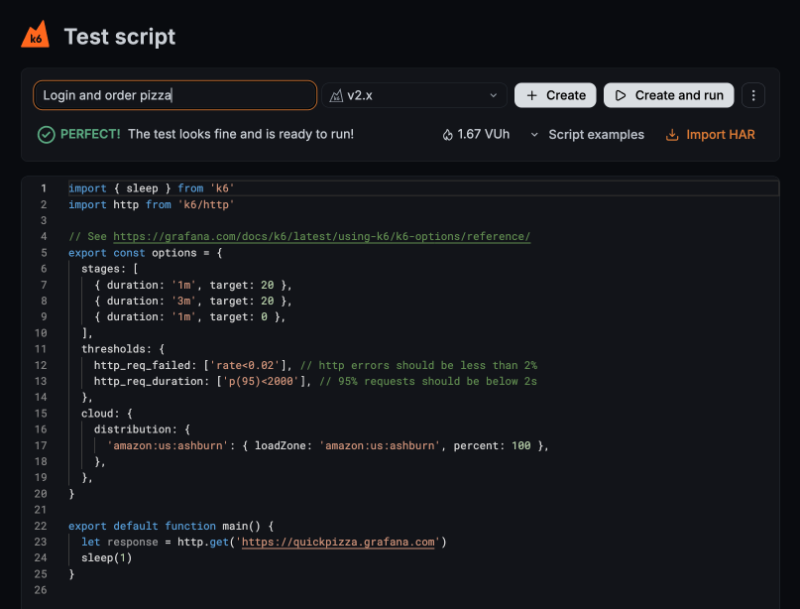 k6 Test script
Login and order pizza v2.x + Create Create and run
PERFECT! The test looks fine and is ready to run! 1.67 VUh Script examples Import HAR
1 import { sleep } from 'k6'
2 import http from 'k6/http'
3
4 // See https://grafana.com/docs/k6/latest/using-k6/k6-options/reference/
5 export const options = {
6   stages: [
7     { duration: '1m', target: 20 },
8     { duration: '3m', target: 20 },
9     { duration: '1m', target: 0 },
10   ],
11   thresholds: {
12     http_req_failed: ['rate<0.02'], // http errors should be less than 2%
13     http_req_duration: ['p(95)<2000'], // 95% requests should be below 2s
14   },
15   cloud: {
16     distribution: {
17       'amazon:us:ashburn': { loadZone: 'amazon:us:ashburn', percent: 100 },
18     },
19   },
20 }
21
22 export default function main() {
23   let response = http.get('https://quickpizza.grafana.com')
24   sleep(1)
25 }
26